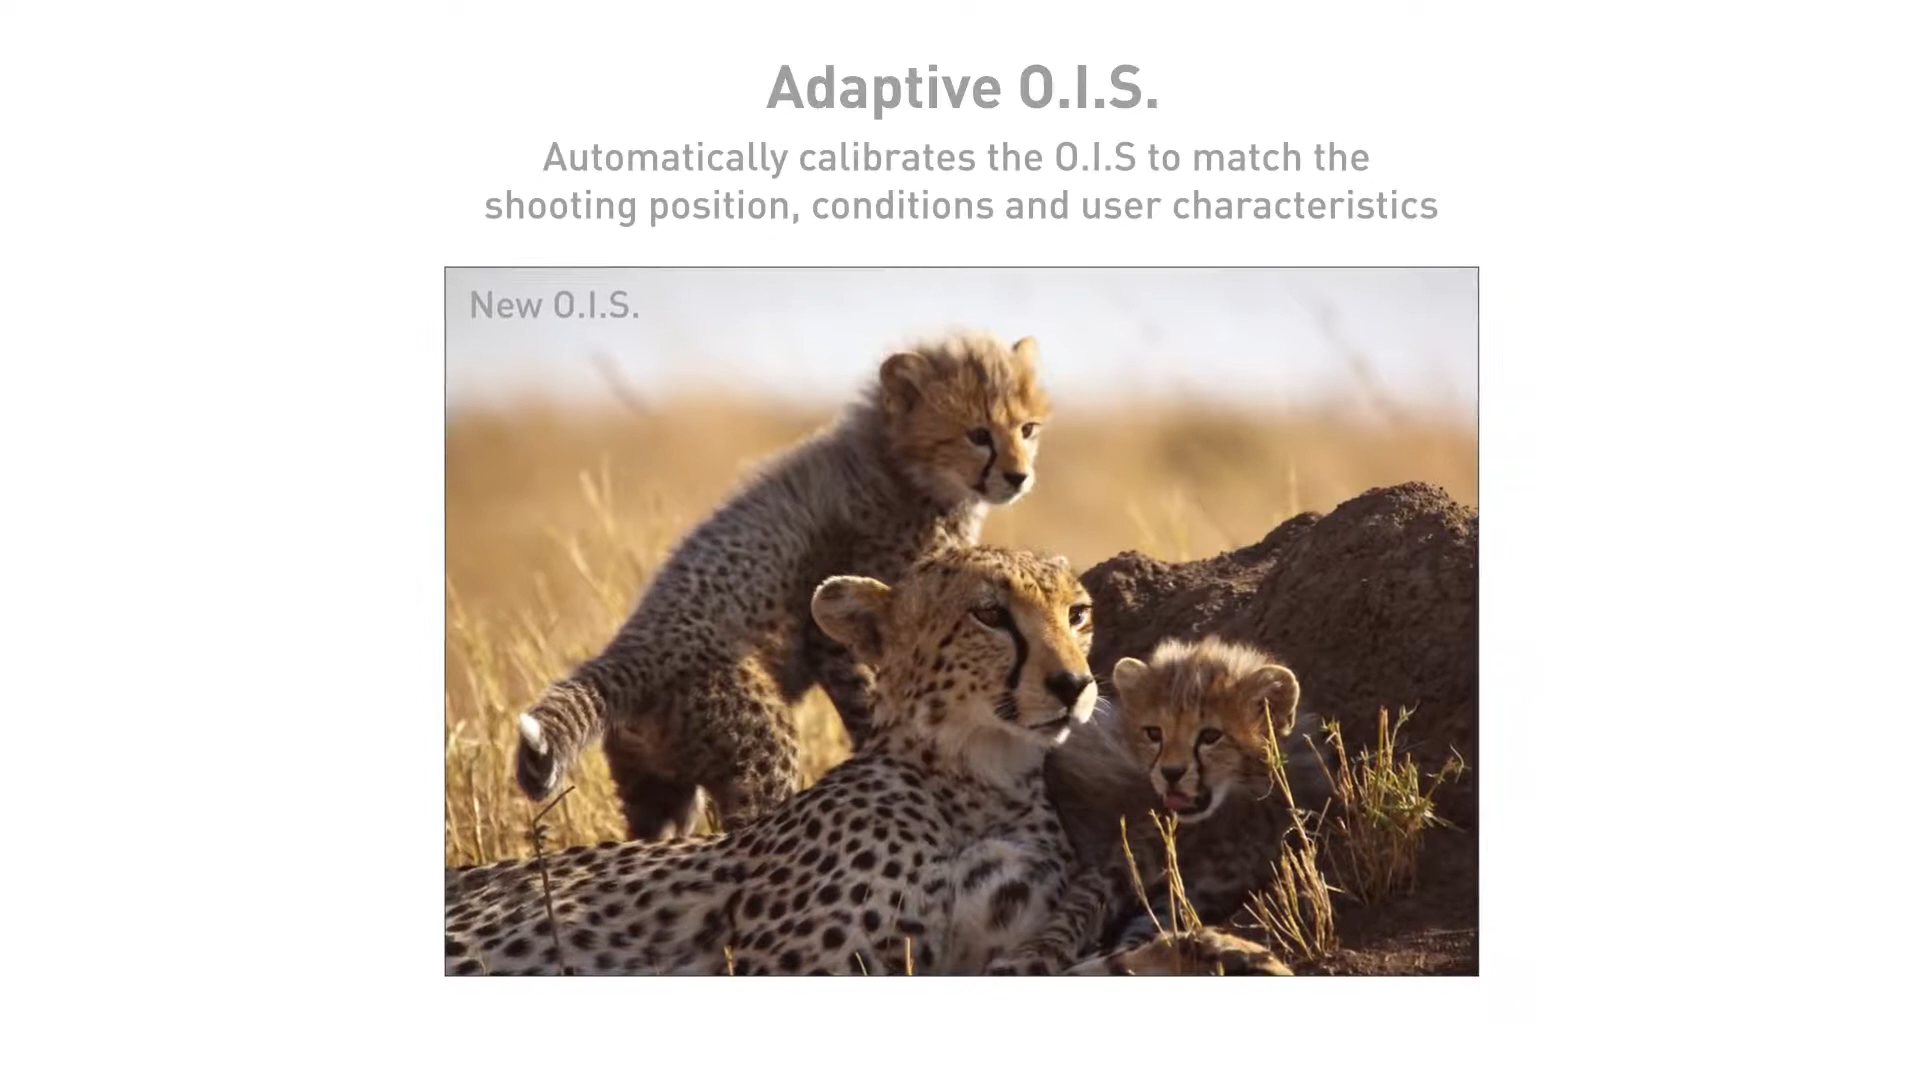 Adaptive O.I.S.
Automatically calibrates the O.I.S to match the
shooting position, conditions and user characteristics
New O.I.S.